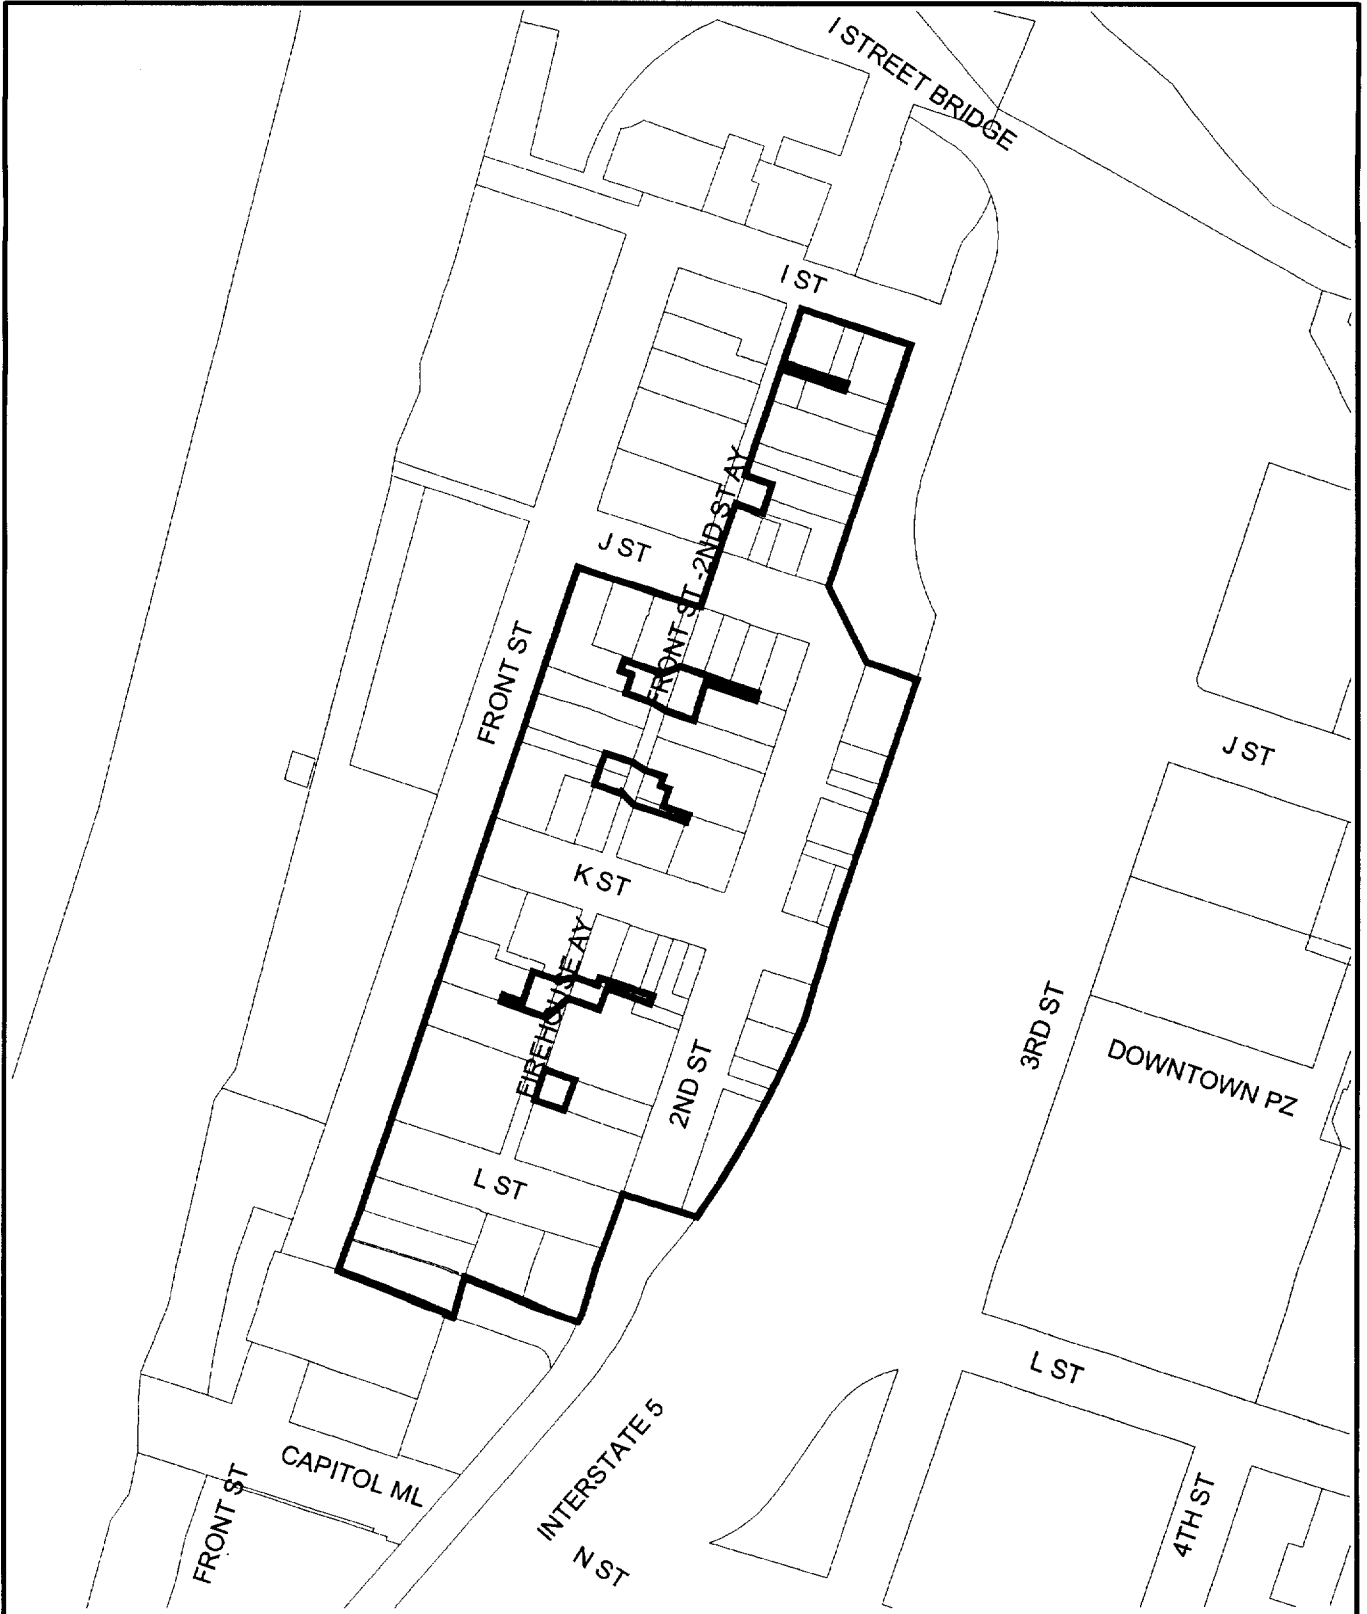 I STREET BRIDGE
I ST
FRONT ST -2ND ST AY
J ST
FRONT ST
J ST
K ST
FIREHOUSE AY
3RD ST
DOWNTOWN PZ
2ND ST
L ST
L ST
INTERSTATE 5
CAPITOL ML
FRONT ST
4TH ST
N ST